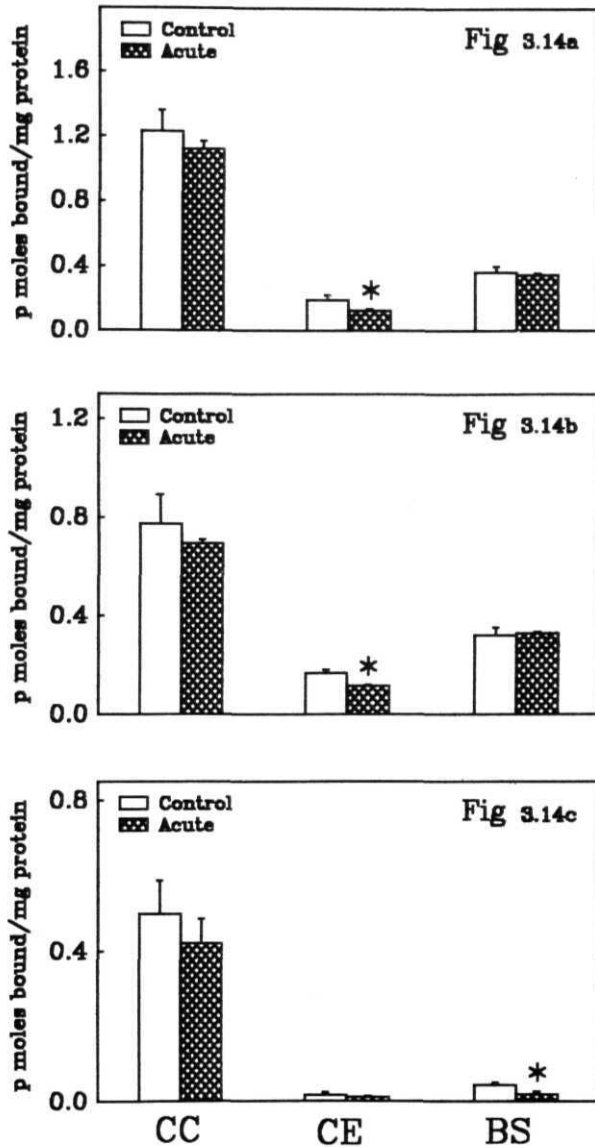 p moles bound/mg protein
Control
Acute
Fig 3.14a
1.6
1.2
0.8
0.4
0.0
*
p moles bound/mg protein
Control
Acute
Fig 3.14b
1.2
0.8
0.4
0.0
*
p moles bound/mg protein
Control
Acute
Fig 3.14c
0.8
0.4
0.0
*
CC CE BS